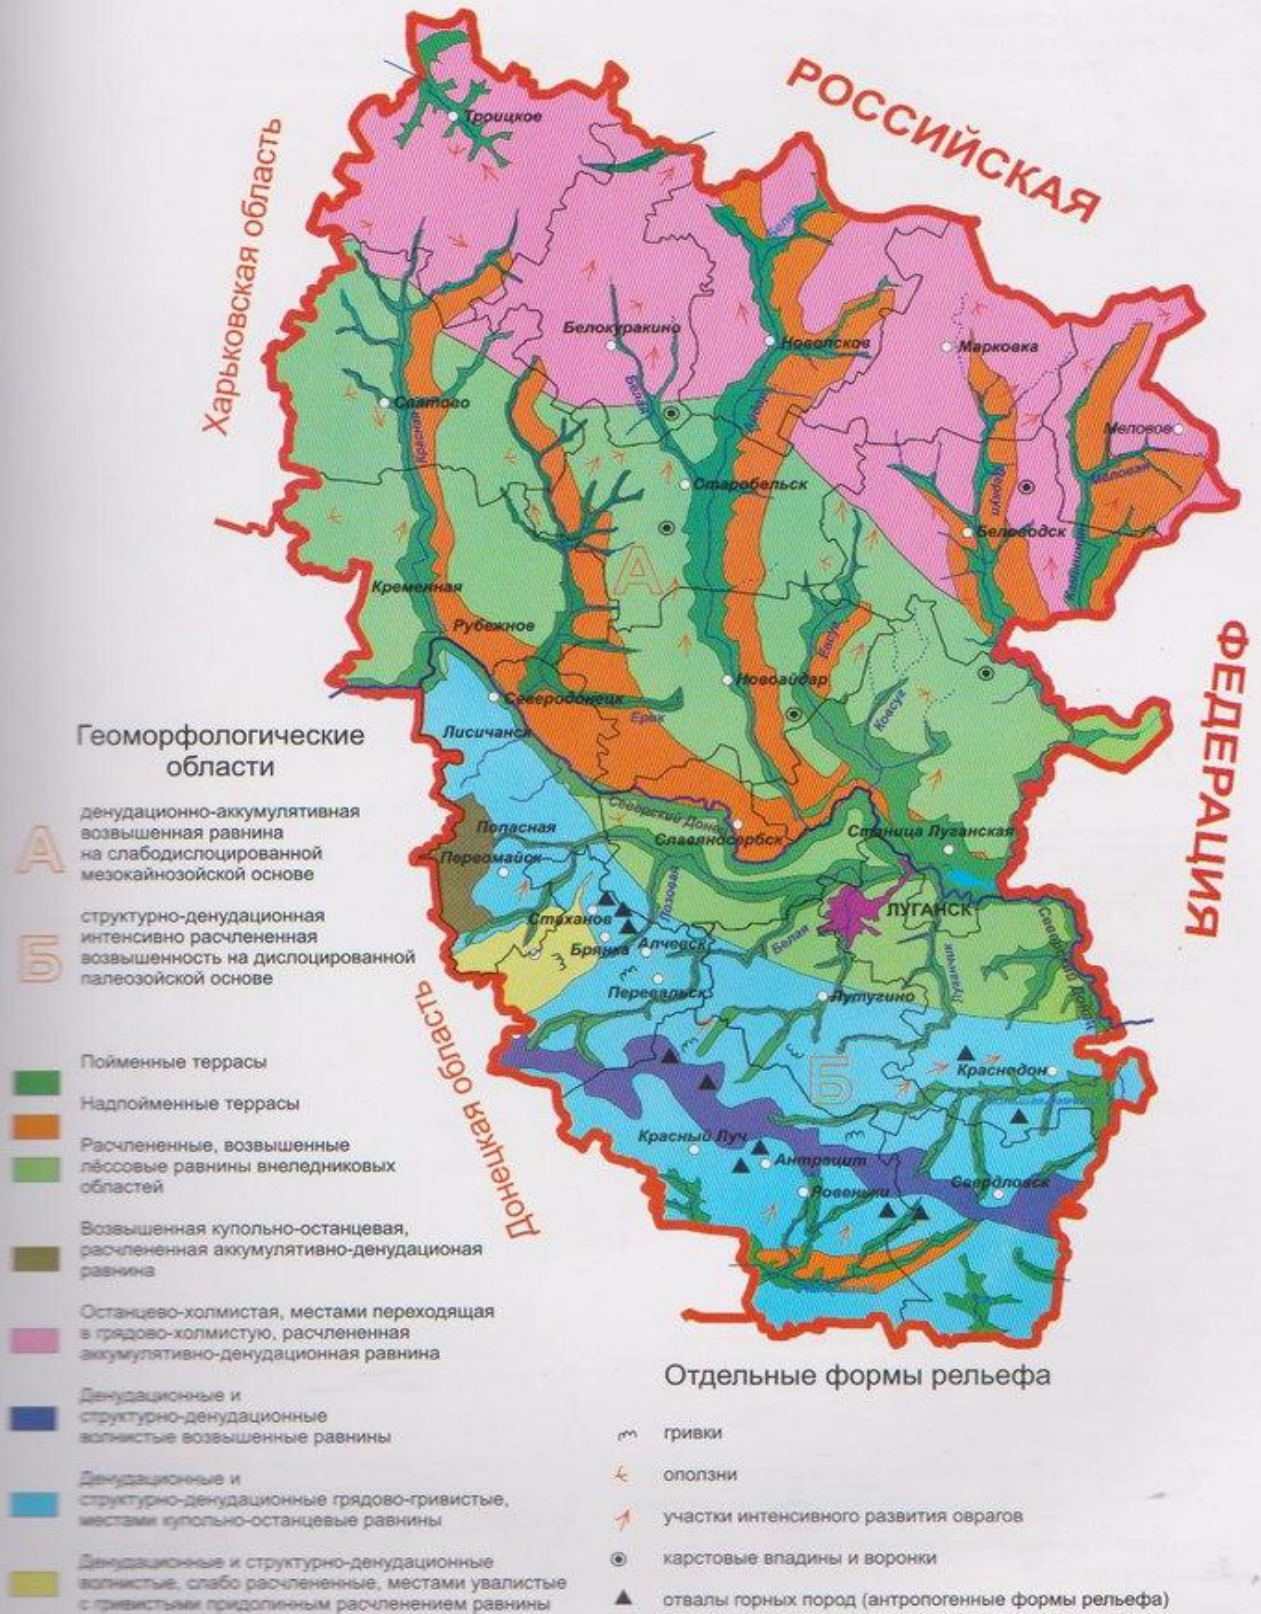 РОССИЙСКАЯ
ФЕДЕРАЦИЯ
Харьковская область
Донецкая область
Троицкое
Белокуракино
Новопсков
Марковка
Меловое
Сватово
Старобельск
Беловодск
Кременная
Рубежное
Северодонецк
Лисичанск
Новоайдар
Попасная
Первомайск
Славяносербск
Станица Луганская
ЛУГАНСК
Стаханов
Брянка
Алчевск
Перевальск
Лутугино
Краснодон
Красный Луч
Антрацит
Ровеньки
Свердловск
Белая
Айдар
Красная
Деркул
Меловая
Евсуг
Ковсуг
Ерик
Северский Донец
Лозовая
Белая
Луганчик
Северский Донец
А
Б
Геоморфологические
области
А
денудационно-аккумулятивная
возвышенная равнина
на слабодислоцированной
мезокайнозойской основе
Б
структурно-денудационная
интенсивно расчлененная
возвышенность на дислоцированной
палеозойской основе
Пойменные террасы
Надпойменные террасы
Расчлененные, возвышенные
лёссовые равнины внеледниковых
областей
Возвышенная купольно-останцевая,
расчлененная аккумулятивно-денудационая
равнина
Останцево-холмистая, местами переходящая
в грядово-холмистую, расчлененная
аккумулятивно-денудационная равнина
Денудационные и
структурно-денудационные
волнистые возвышенные равнины
Денудационные и
структурно-денудационные грядово-гривистые,
местами купольно-останцевые равнины
Денудационные и структурно-денудационные
волнистые, слабо расчлененные, местами увалистые
с гривистыми придолинным расчленением равнины
Отдельные формы рельефа
гривки
оползни
участки интенсивного развития оврагов
карстовые впадины и воронки
отвалы горных пород (антропогенные формы рельефа)